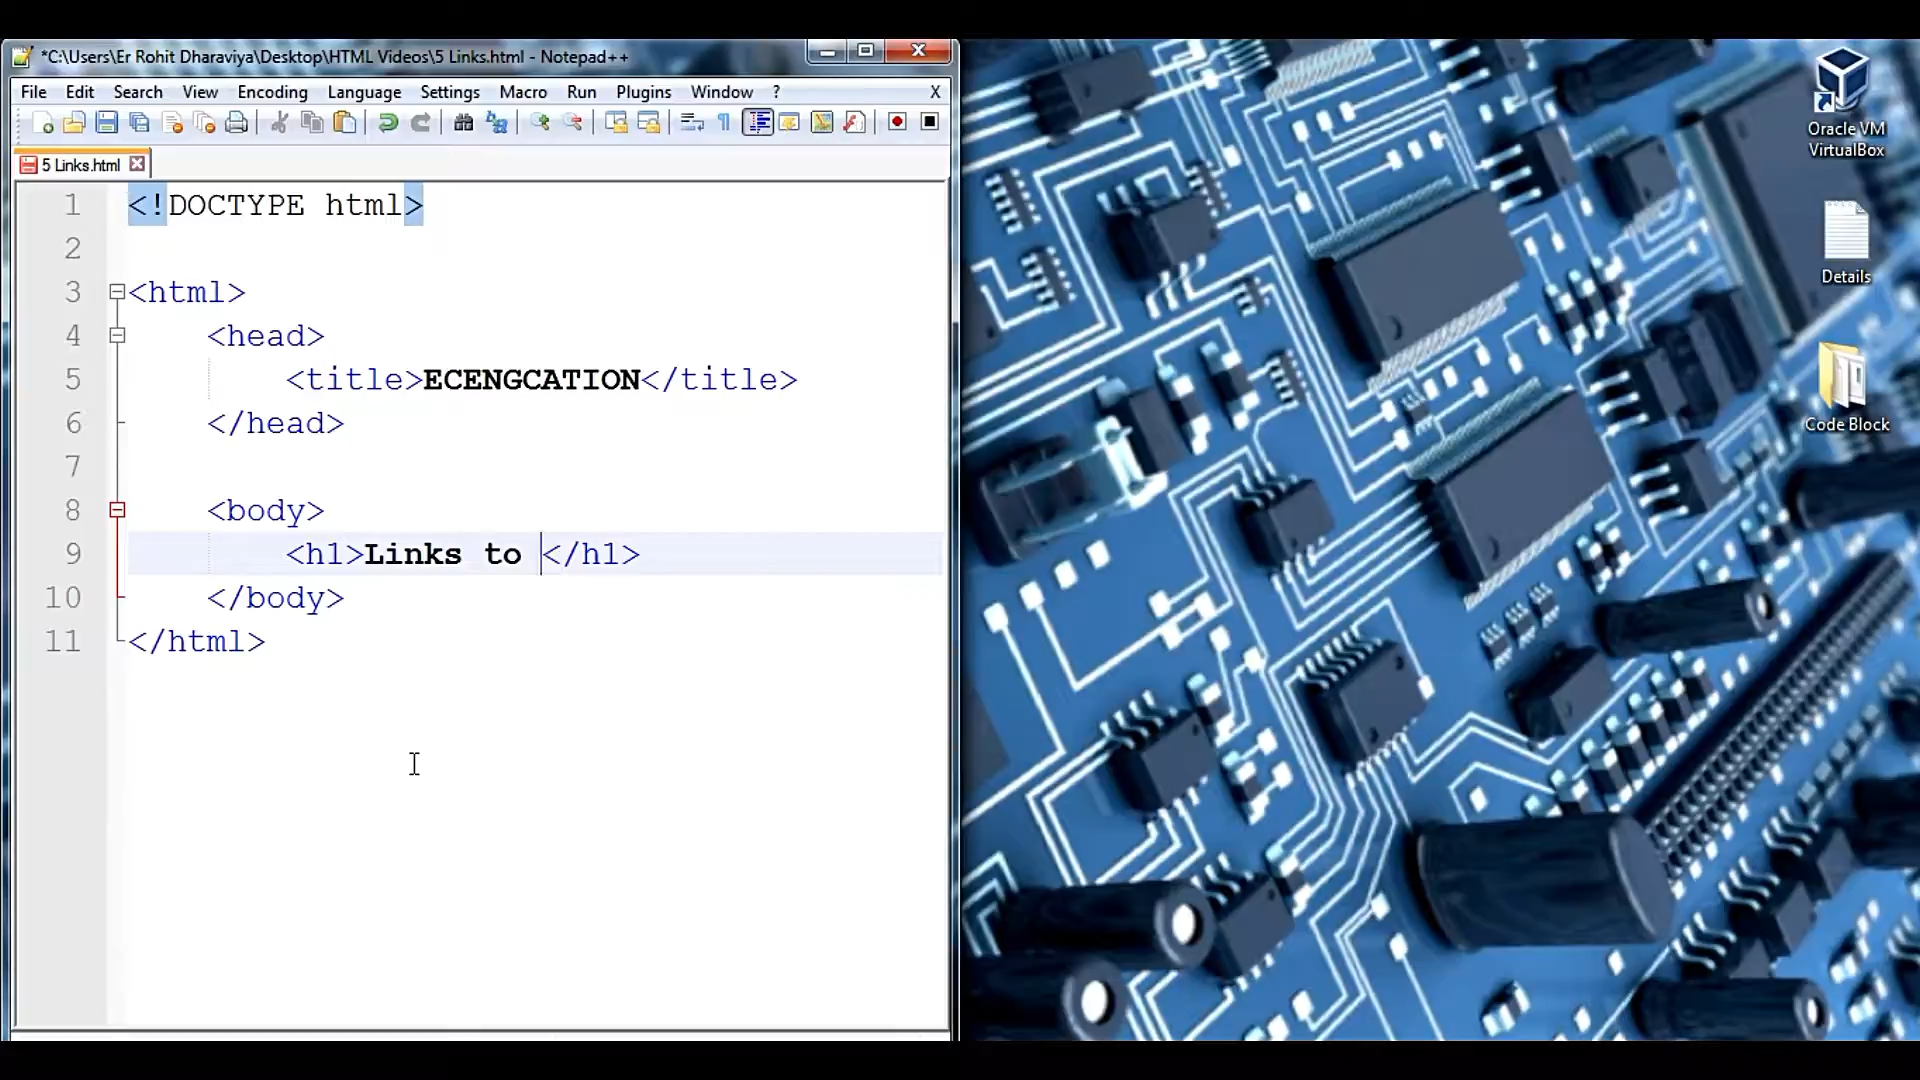 *C:\Users\Er Rohit Dharaviya\Desktop\HTML Videos\5 Links.html - Notepad++
File Edit Search View Encoding Language Settings Macro Run Plugins Window ? X
5 Links.html
1 <!DOCTYPE html>
2
3 <html>
4 <head>
5 <title>ECENGCATION</title>
6 </head>
7
8 <body>
9 <h1>Links to </h1>
10 </body>
11 </html>
Oracle VM
VirtualBox
Details
Code Block